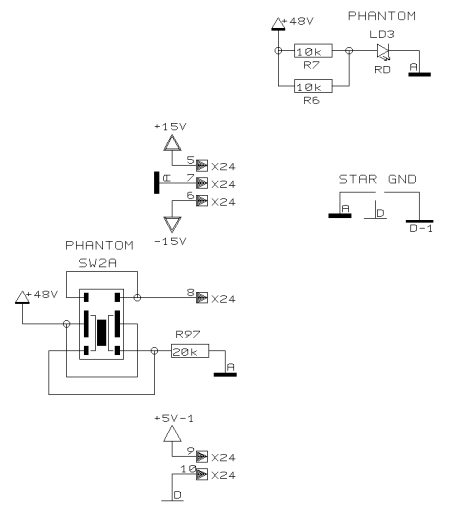 PHANTOM
+48V
LD3
10k
R7
A
RD
10k
R6
+15V
5
X24
A
7
X24
6
X24
-15V
STAR GND
A
D
D-1
PHANTOM
SW2A
+48V
8
X24
R97
20k
A
+5V-1
9
X24
10
X24
D